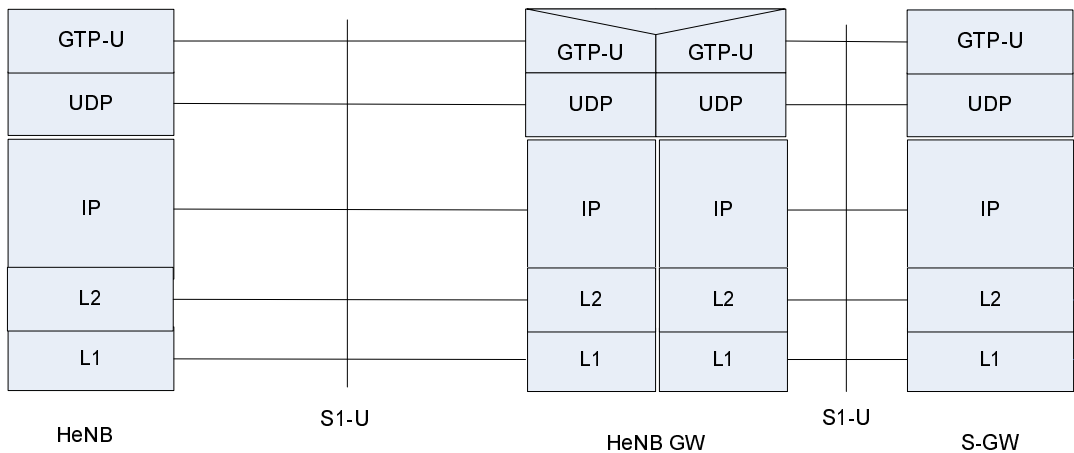 GTP-U
UDP
IP
L2
L1
HeNB
S1-U
GTP-U GTP-U
UDP UDP
IP IP
L2 L2
L1 L1
HeNB GW
S1-U
GTP-U
UDP
IP
L2
L1
S-GW